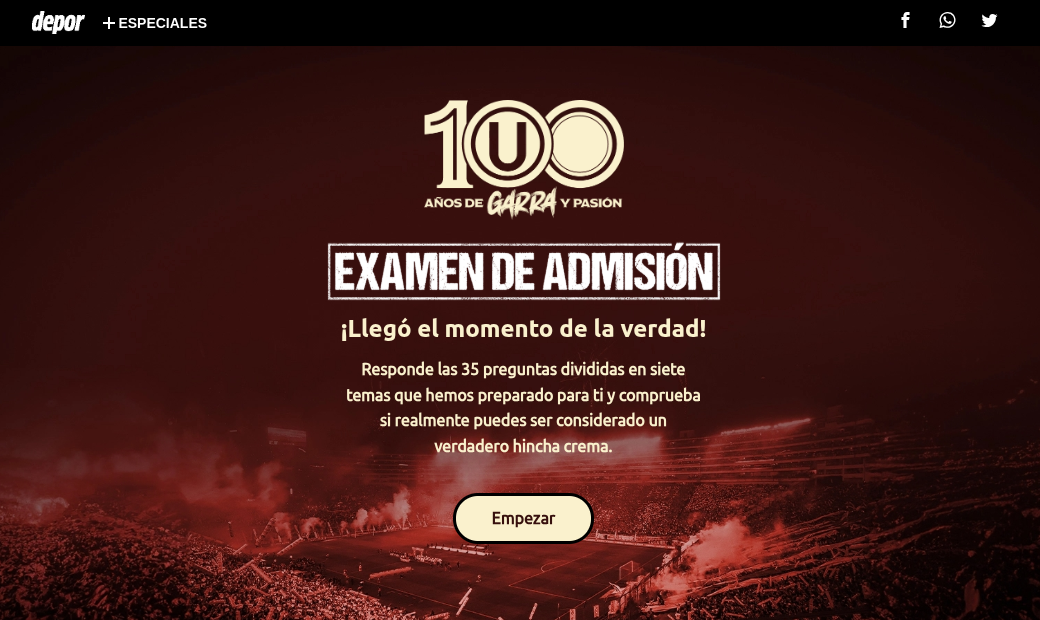 depor
+ ESPECIALES
1U0
AÑOS DE GARRA Y PASIÓN
EXAMEN DE ADMISIÓN
¡Llegó el momento de la verdad!
Responde las 35 preguntas divididas en siete
temas que hemos preparado para ti y comprueba
si realmente puedes ser considerado un
verdadero hincha crema.
Empezar